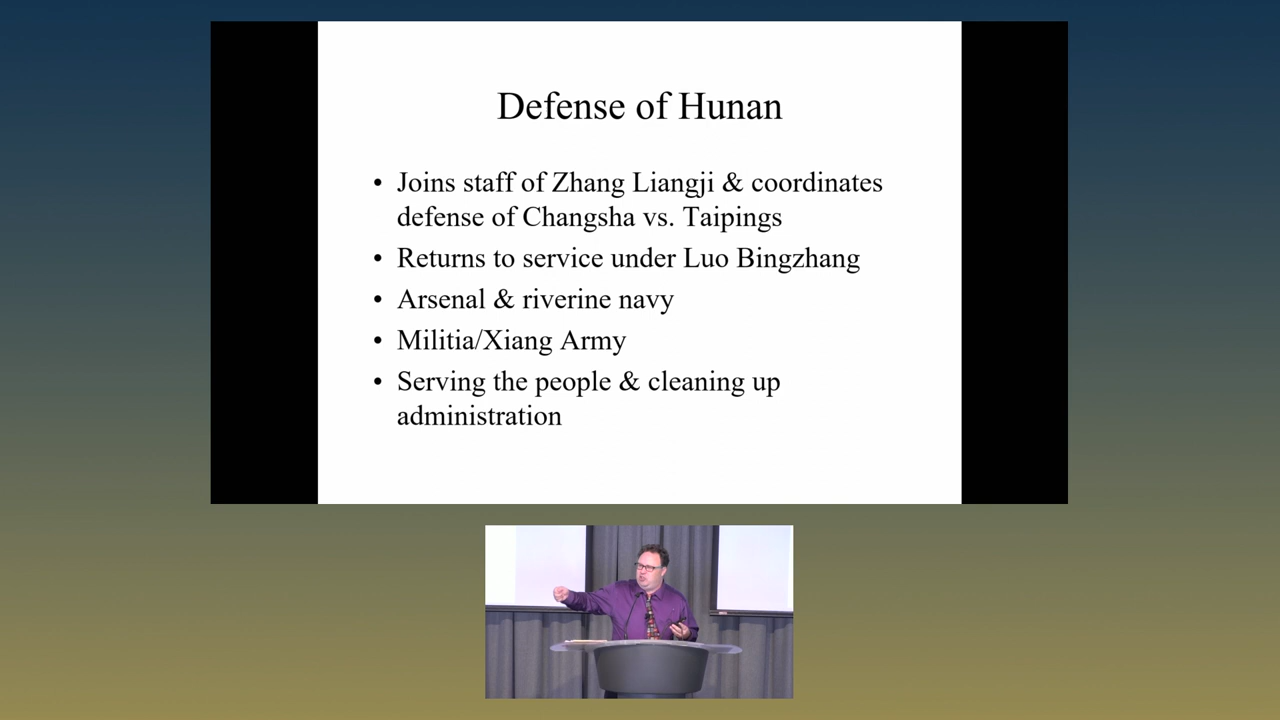 Defense of Hunan
• Joins staff of Zhang Liangji & coordinates
defense of Changsha vs. Taipings
• Returns to service under Luo Bingzhang
• Arsenal & riverine navy
• Militia/Xiang Army
• Serving the people & cleaning up
administration